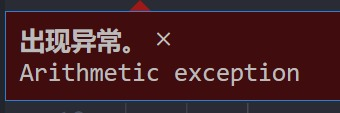 出现异常。 ×
Arithmetic exception